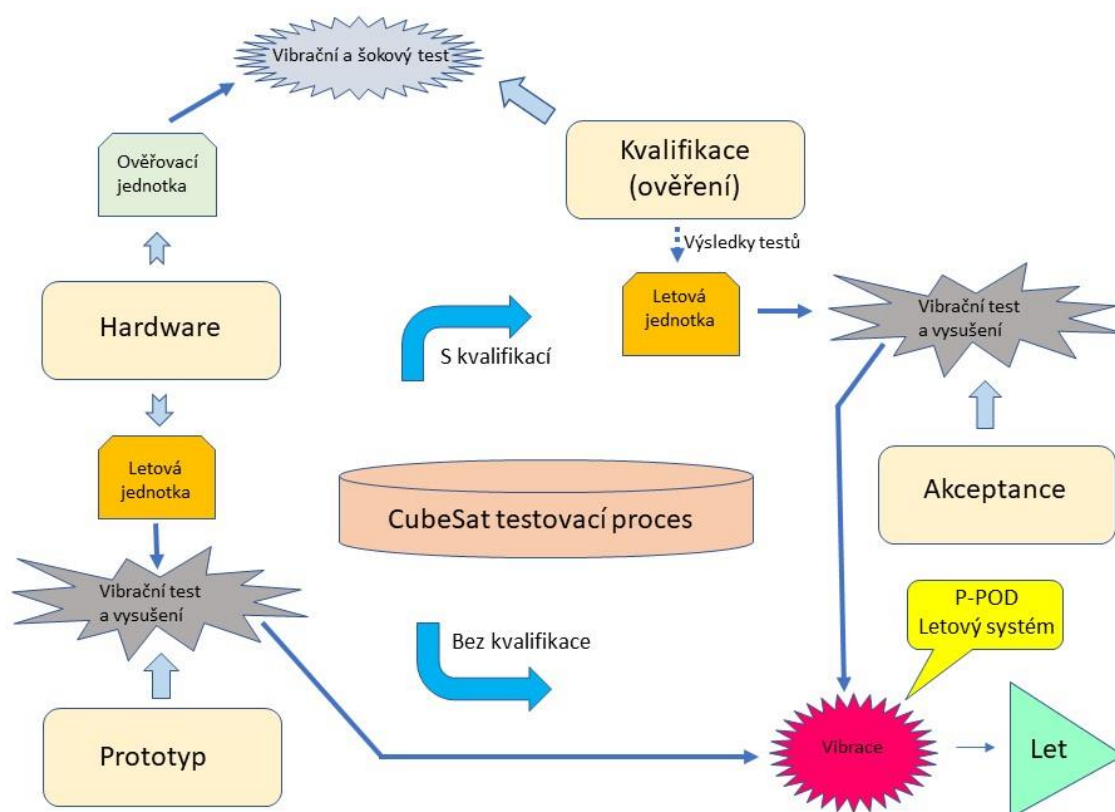 Vibrační a šokový test
Ověřovací
jednotka
Kvalifikace
(ověření)
Výsledky testů
Hardware
Letová
jednotka
Vibrační test
a vysušení
S kvalifikací
Letová
jednotka
Akceptance
CubeSat testovací proces
Vibrační test
a vysušení
Bez kvalifikace
P-POD
Letový systém
Prototyp
Vibrace
Let